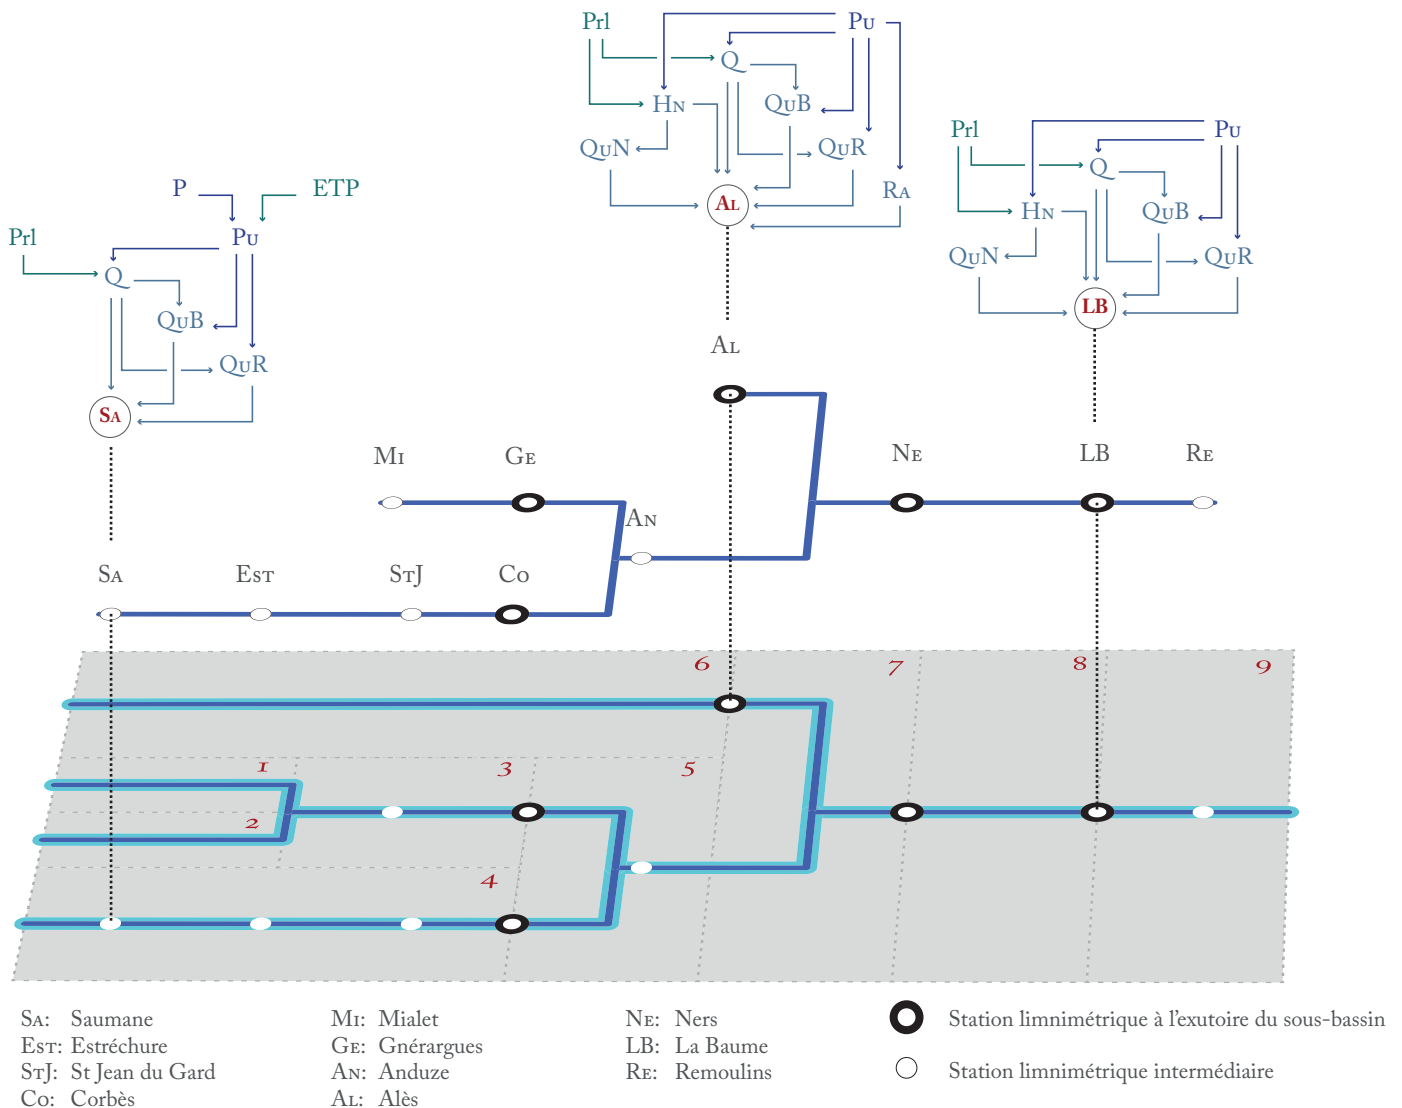 Prl Pu
Q
Hn QuB
QuN QuR
Ra
Al
Prl Pu
Q
Hn QuB
QuN QuR
LB
P ETP
Prl Pu
Q
QuB
QuR
Sa
Al
Mi Ge Ne LB Re
An
Sa Est StJ Co
6 7 8 9
1 3 5
2
4
Sa: Saumane
Est: Estréchure
StJ: St Jean du Gard
Co: Corbès
Mi: Mialet
Ge: Gnérargues
An: Anduze
Al: Alès
Ne: Ners
LB: La Baume
Re: Remoulins
Station limnimétrique à l'exutoire du sous-bassin
Station limnimétrique intermédiaire